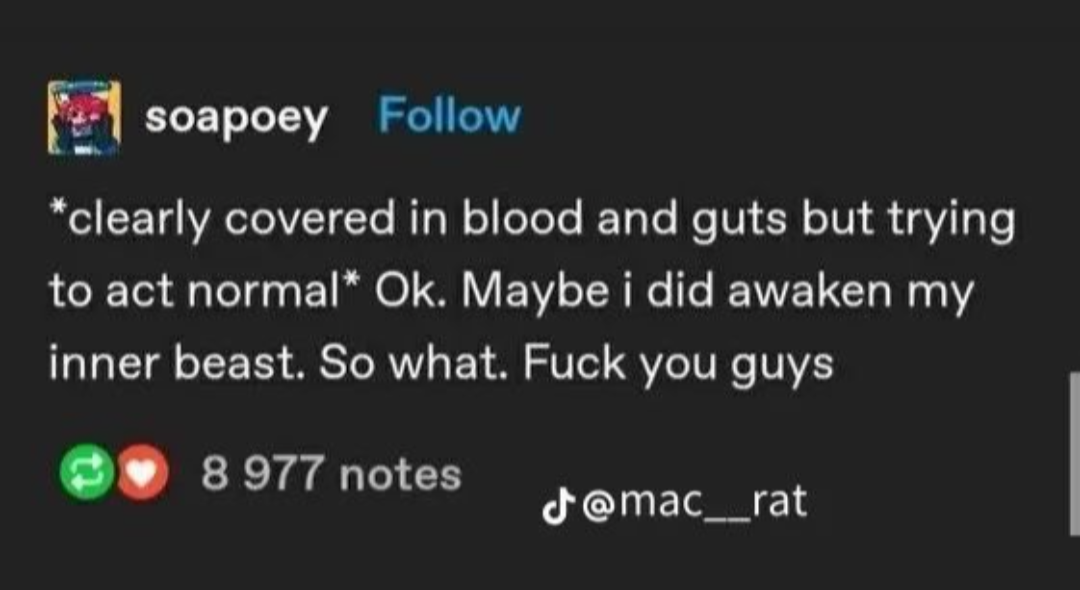 soapoey Follow
*clearly covered in blood and guts but trying
to act normal* Ok. Maybe i did awaken my
inner beast. So what. Fuck you guys
8 977 notes
@mac__rat